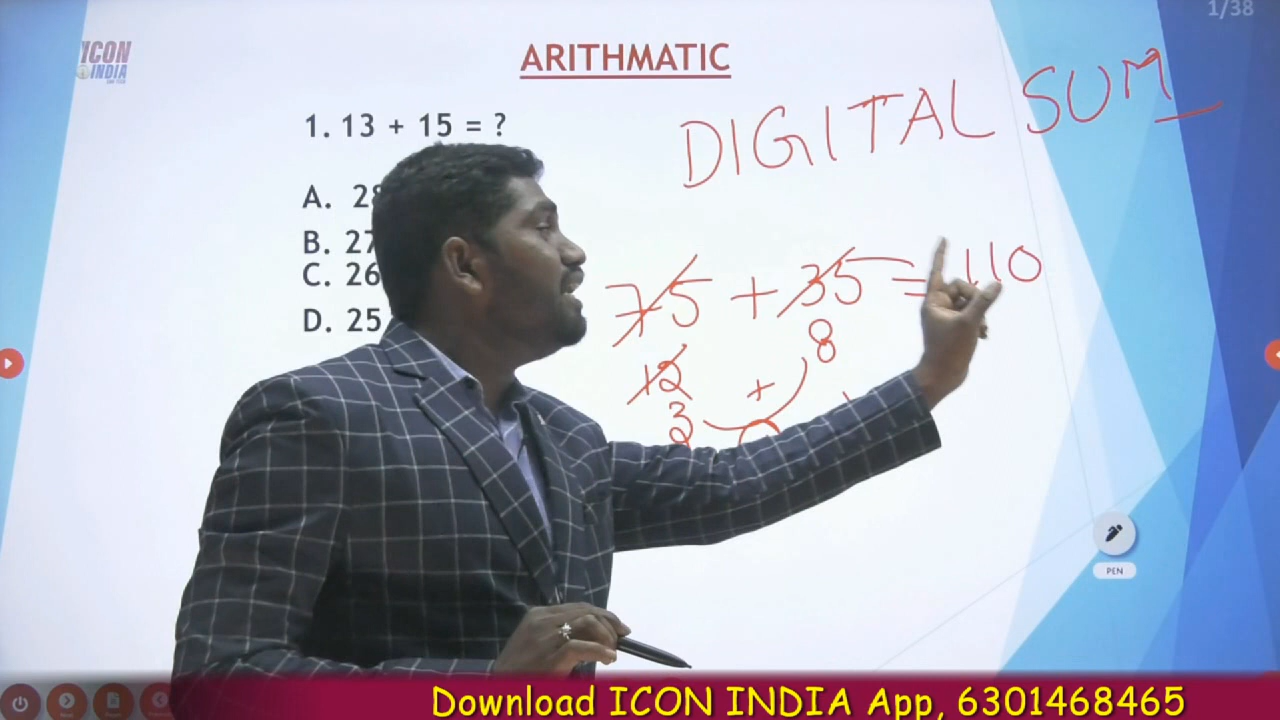 1/38
ICON
INDIA
ARITHMATIC
DIGITAL SUM
1. 13 + 15 = ?
A. 28
B. 27
C. 26
D. 25
75 + 35 = 110
12 8
3 +
PEN
Download ICON INDIA App, 6301468465